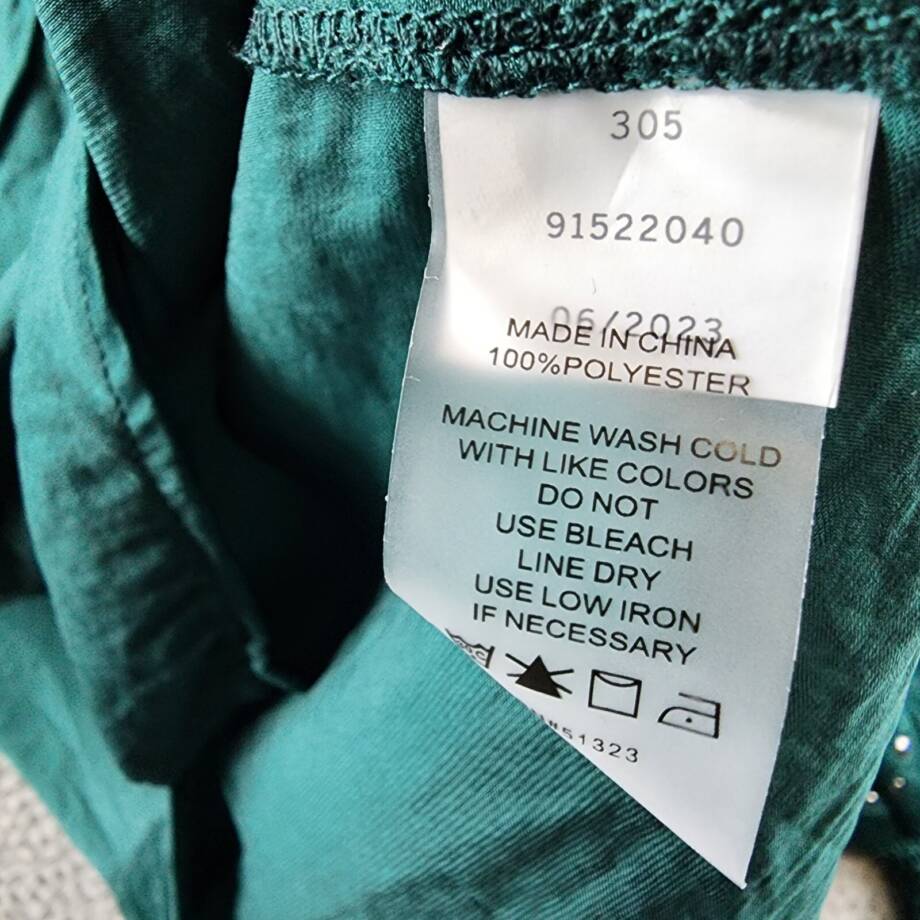 305
91522040
06/2023
MADE IN CHINA
100%POLYESTER
MACHINE WASH COLD
WITH LIKE COLORS
DO NOT
USE BLEACH
LINE DRY
USE LOW IRON
IF NECESSARY
51323